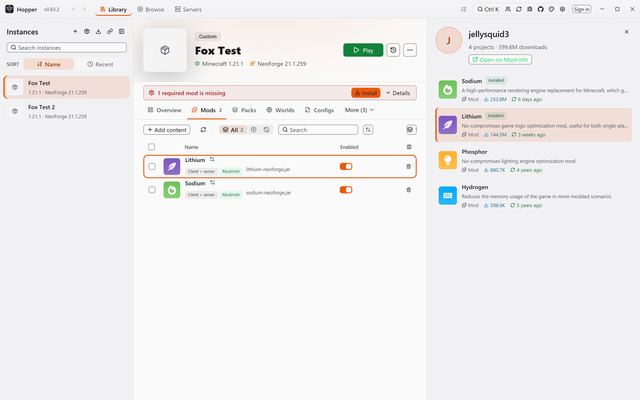 Hopper v0.83.2 Library Browse Servers Ctrl K Sign in
Instances
Search instances
SORT Name Recent
Fox Test
1.21.1 · NeoForge 21.1.259
Fox Test 2
1.21.1 · NeoForge 21.1.259
Custom
Fox Test
Minecraft 1.21.1 NeoForge 21.1.259
Play
1 required mod is missing Install Details
Overview Mods 2 Packs Worlds Configs More (3)
Add content All 2 Search
Name Enabled
Lithium
Client + server Modrinth lithium-neoforge.jar
Sodium
Client + server Modrinth sodium-neoforge.jar
J
jellysquid3
4 projects · 399.6M downloads
Open on Modrinth
Sodium Installed
A high-performance rendering engine replacement for Minecraft, which g...
Mod 253.8M 6 days ago
Lithium Installed
No-compromises game logic optimization mod, useful for both single-pla...
Mod 144.5M 3 weeks ago
Phosphor
No-compromises lighting engine optimization mod
Mod 880.7K 4 years ago
Hydrogen
Reduces the memory usage of the game in more modded scenarios
Mod 508.6K 5 years ago